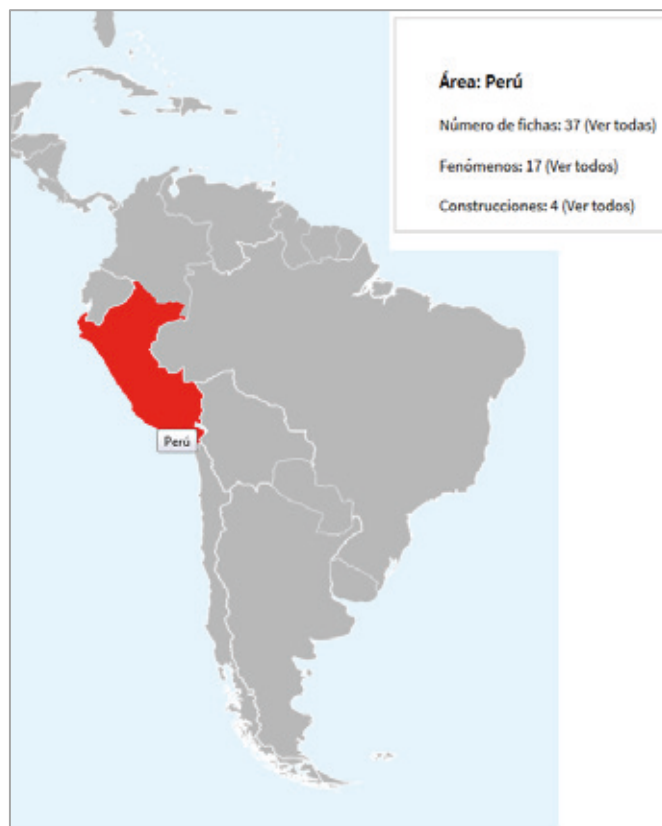 Área: Perú
Número de fichas: 37 (Ver todas)
Fenómenos: 17 (Ver todos)
Construcciones: 4 (Ver todos)
Perú